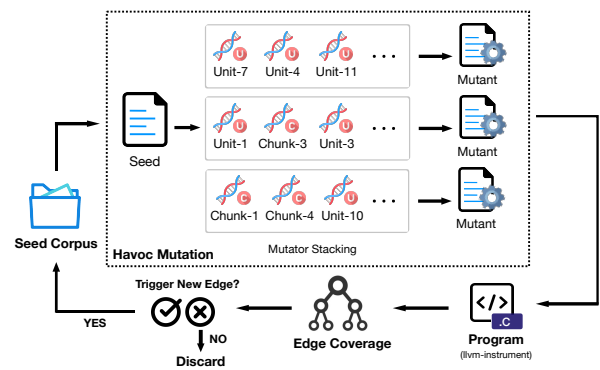 U U U
Unit-7 Unit-4 Unit-11 ...
Mutant
U C U
Seed
Unit-1 Chunk-3 Unit-3 ...
Mutant
C C U
Chunk-1 Chunk-4 Unit-10 ...
Mutant
Seed Corpus
Havoc Mutation
Mutator Stacking
Trigger New Edge?
YES
NO
Discard
Edge Coverage
</>
.C
Program
(llvm-instrument)